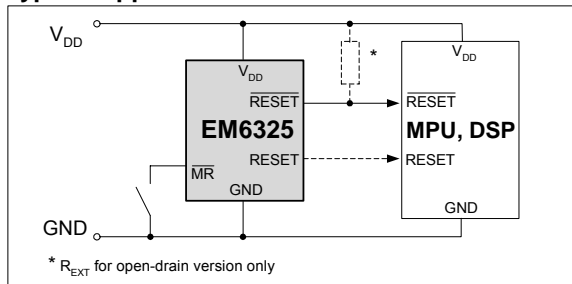 V_DD
*
V_DD
V_DD
RESET
RESET
EM6325
MPU, DSP
RESET
RESET
MR
GND
GND
GND
* R_EXT for open-drain version only